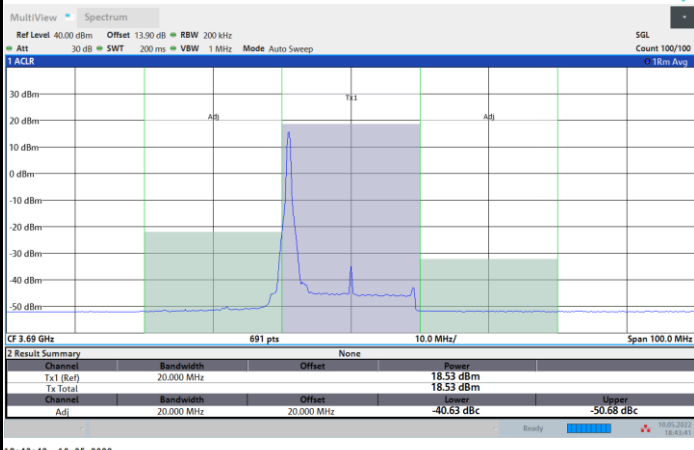 MultiView Spectrum
Ref Level 40.00 dBm Offset 13.90 dB RBW 200 kHz SGL
Att 30 dB SWT 200 ms VBW 1 MHz Mode Auto Sweep Count 100/100
1 ACLR 1Rm Avg
30 dBm
Tx1
20 dBm
Adj Adj
10 dBm
0 dBm
-10 dBm
-20 dBm
-30 dBm
-40 dBm
-50 dBm
CF 3.69 GHz 691 pts 10.0 MHz/ Span 100.0 MHz
2 Result Summary None
Channel Bandwidth Offset Power
Tx1 (Ref) 20.000 MHz 18.53 dBm
Tx Total 18.53 dBm
Channel Bandwidth Offset Lower Upper
Adj 20.000 MHz 20.000 MHz -40.63 dBc -50.68 dBc
Ready 10.05.2022
18:43:41